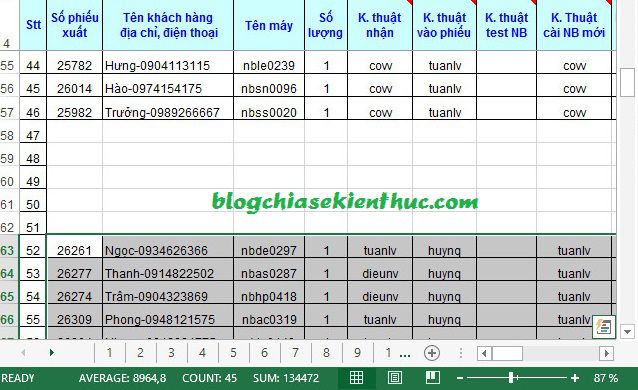 Stt | Số phiếu xuất | Tên khách hàng địa chỉ, điện thoại | Tên máy | Số lượng | K. thuật nhận | K. thuật vào phiếu | K. thuật test NB | K. Thuật cài NB mới
4
55 44 25782 Hưng-0904113115 nble0239 1 cow tuanlv cow
56 45 26014 Hào-0974154175 nbsn0096 1 cow tuanlv cow
57 46 25982 Trưởng-0989266667 nbss0020 1 cow tuanlv cow
58 47
59 48
60 49
61 50
blogchiasekienthuc.com
62 51
63 52 26261 Ngọc-0934626366 nbde0297 1 tuanlv huynq tuanlv
64 53 26277 Thanh-0914822502 nbas0287 1 dieunv huynq tuanlv
65 54 26274 Trâm-0904323869 nbhp0418 1 dieunv huynq tuanlv
66 55 26309 Phong-0948121575 nbac0319 1 tuanlv huynq tuanlv
1 2 3 4 5 6 7 8 9 1 ...
READY AVERAGE: 8964,8 COUNT: 45 SUM: 134472 87 %